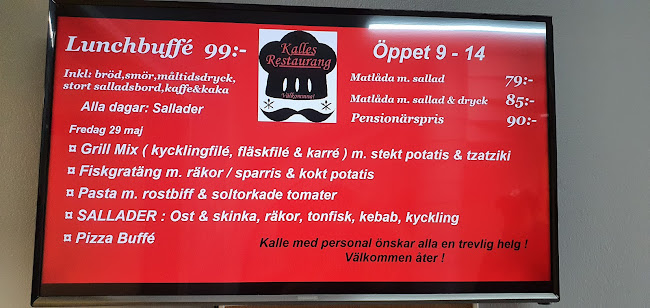 Lunchbuffé 99:-
Inkl: bröd,smör,måltidsdryck,
stort salladsbord,kaffe&kaka
Alla dagar: Sallader
Kalles
Restaurang
Välkommna!
Öppet 9 - 14
Matlåda m. sallad 79:-
Matlåda m. sallad & dryck 85:-
Pensionärspris 90:-
Fredag 29 maj
¤ Grill Mix ( kycklingfilé, fläskfilé & karré ) m. stekt potatis & tzatziki
¤ Fiskgratäng m. räkor / sparris & kokt potatis
¤ Pasta m. rostbiff & soltorkade tomater
¤ SALLADER : Ost & skinka, räkor, tonfisk, kebab, kyckling
¤ Pizza Buffé
Kalle med personal önskar alla en trevlig helg !
Välkommen åter !